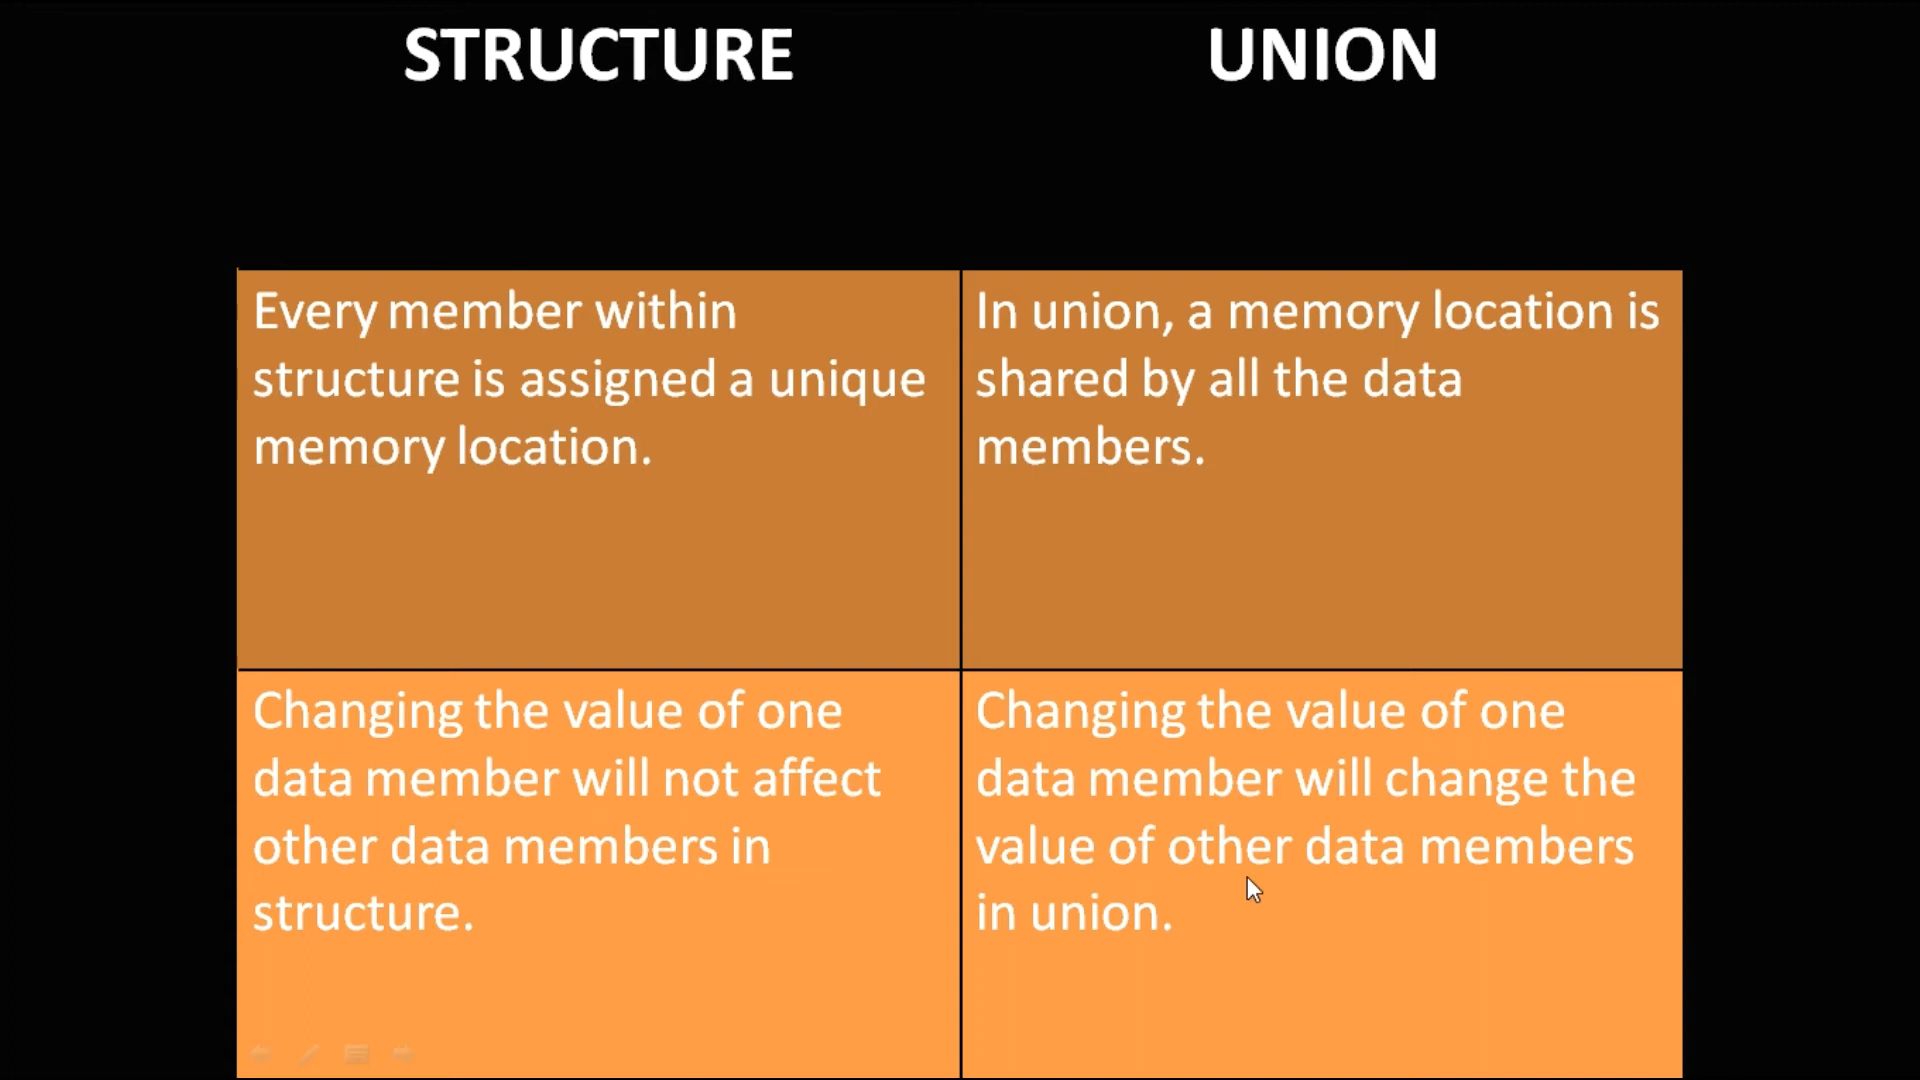 STRUCTURE
UNION
Every member within
structure is assigned a unique
memory location.
In union, a memory location is
shared by all the data
members.
Changing the value of one
data member will not affect
other data members in
structure.
Changing the value of one
data member will change the
value of other data members
in union.